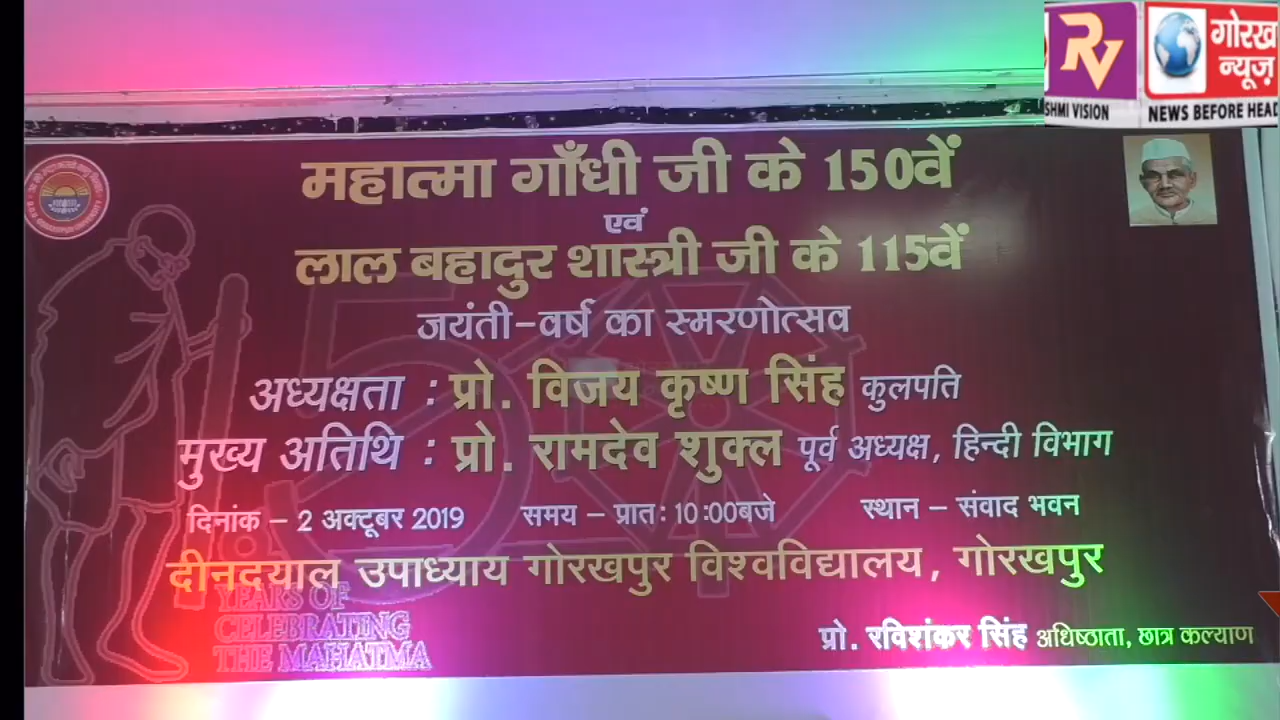 RV
SHMI VISION
गोरख
न्यूज़
NEWS BEFORE HEAD
महात्मा गाँधी जी के 150वें
एवं
लाल बहादुर शास्त्री जी के 115वें
जयंती-वर्ष का स्मरणोत्सव
अध्यक्षता : प्रो. विजय कृष्ण सिंह कुलपति
मुख्य अतिथि : प्रो. रामदेव शुक्ल पूर्व अध्यक्ष, हिन्दी विभाग
दिनांक – 2 अक्टूबर 2019 समय – प्रात: 10:00बजे स्थान – संवाद भवन
दीनदयाल उपाध्याय गोरखपुर विश्वविद्यालय, गोरखपुर
YEARS OF
CELEBRATING
THE MAHATMA
प्रो. रविशंकर सिंह अधिष्ठाता, छात्र कल्याण